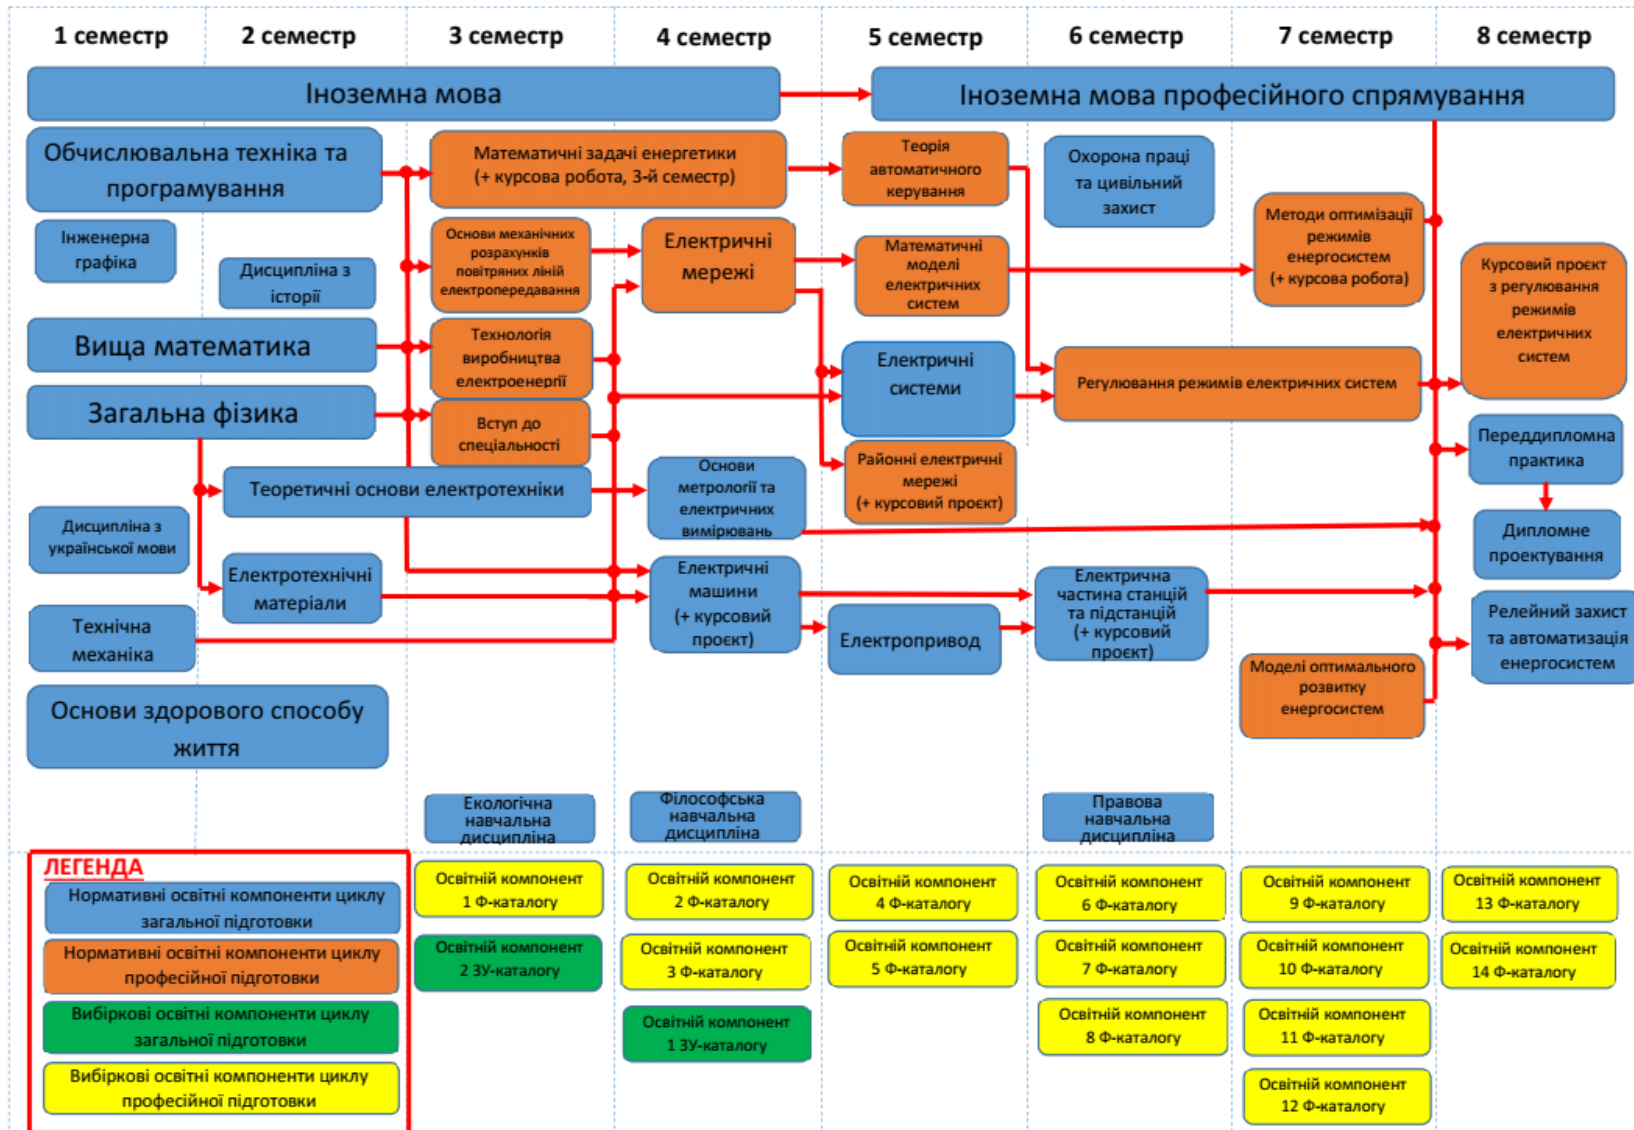 1 семестр
2 семестр
3 семестр
4 семестр
5 семестр
6 семестр
7 семестр
8 семестр
Іноземна мова
Іноземна мова професійного спрямування
Обчислювальна техніка та
програмування
Математичні задачі енергетики
(+ курсова робота, 3-й семестр)
Теорія
автоматичного
керування
Охорона праці
та цивільний
захист
Інженерна
графіка
Дисципліна з
історії
Основи механічних
розрахунків
повітряних ліній
електропередавання
Електричні
мережі
Математичні
моделі
електричних
систем
Методи оптимізації
режимів
енергосистем
(+ курсова робота)
Курсовий проєкт
з регулювання
режимів
електричних
систем
Вища математика
Технологія
виробництва
електроенергії
Електричні
системи
Регулювання режимів електричних систем
Загальна фізика
Вступ до
спеціальності
Районні електричні
мережі
(+ курсовий проєкт)
Переддипломна
практика
Теоретичні основи електротехніки
Основи
метрології та
електричних
вимірювань
Дисципліна з
української мови
Дипломне
проектування
Електротехнічні
матеріали
Електричні
машини
(+ курсовий
проєкт)
Електрична
частина станцій
та підстанцій
(+ курсовий
проєкт)
Технічна
механіка
Електропривод
Релейний захист
та автоматизація
енергосистем
Моделі оптимального
розвитку
енергосистем
Основи здорового способу
життя
Екологічна
навчальна
дисципліна
Філософська
навчальна
дисципліна
Правова
навчальна
дисципліна
ЛЕГЕНДА
Нормативні освітні компоненти циклу
загальної підготовки
Нормативні освітні компоненти циклу
професійної підготовки
Вибіркові освітні компоненти циклу
загальної підготовки
Вибіркові освітні компоненти циклу
професійної підготовки
Освітній компонент
1 Ф-каталогу
Освітній компонент
2 ЗУ-каталогу
Освітній компонент
2 Ф-каталогу
Освітній компонент
3 Ф-каталогу
Освітній компонент
1 ЗУ-каталогу
Освітній компонент
4 Ф-каталогу
Освітній компонент
5 Ф-каталогу
Освітній компонент
6 Ф-каталогу
Освітній компонент
7 Ф-каталогу
Освітній компонент
8 Ф-каталогу
Освітній компонент
9 Ф-каталогу
Освітній компонент
10 Ф-каталогу
Освітній компонент
11 Ф-каталогу
Освітній компонент
12 Ф-каталогу
Освітній компонент
13 Ф-каталогу
Освітній компонент
14 Ф-каталогу